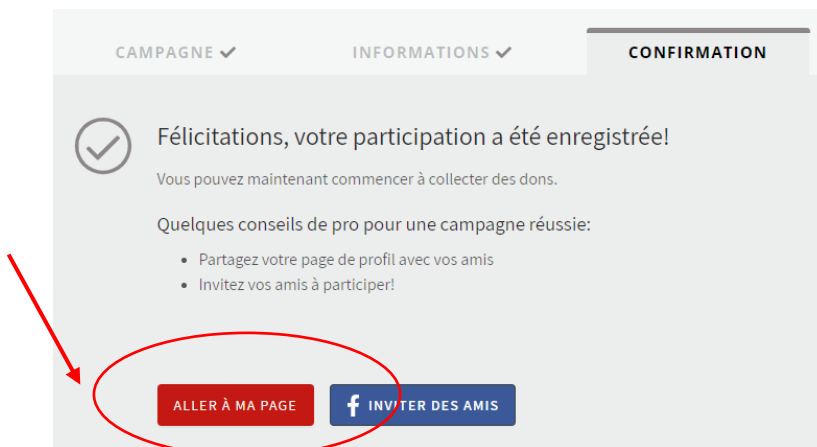 CAMPAGNE INFORMATIONS CONFIRMATION
Félicitations, votre participation a été enregistrée!
Vous pouvez maintenant commencer à collecter des dons.
Quelques conseils de pro pour une campagne réussie:
• Partagez votre page de profil avec vos amis
• Invitez vos amis à participer!
ALLER À MA PAGE INVITER DES AMIS